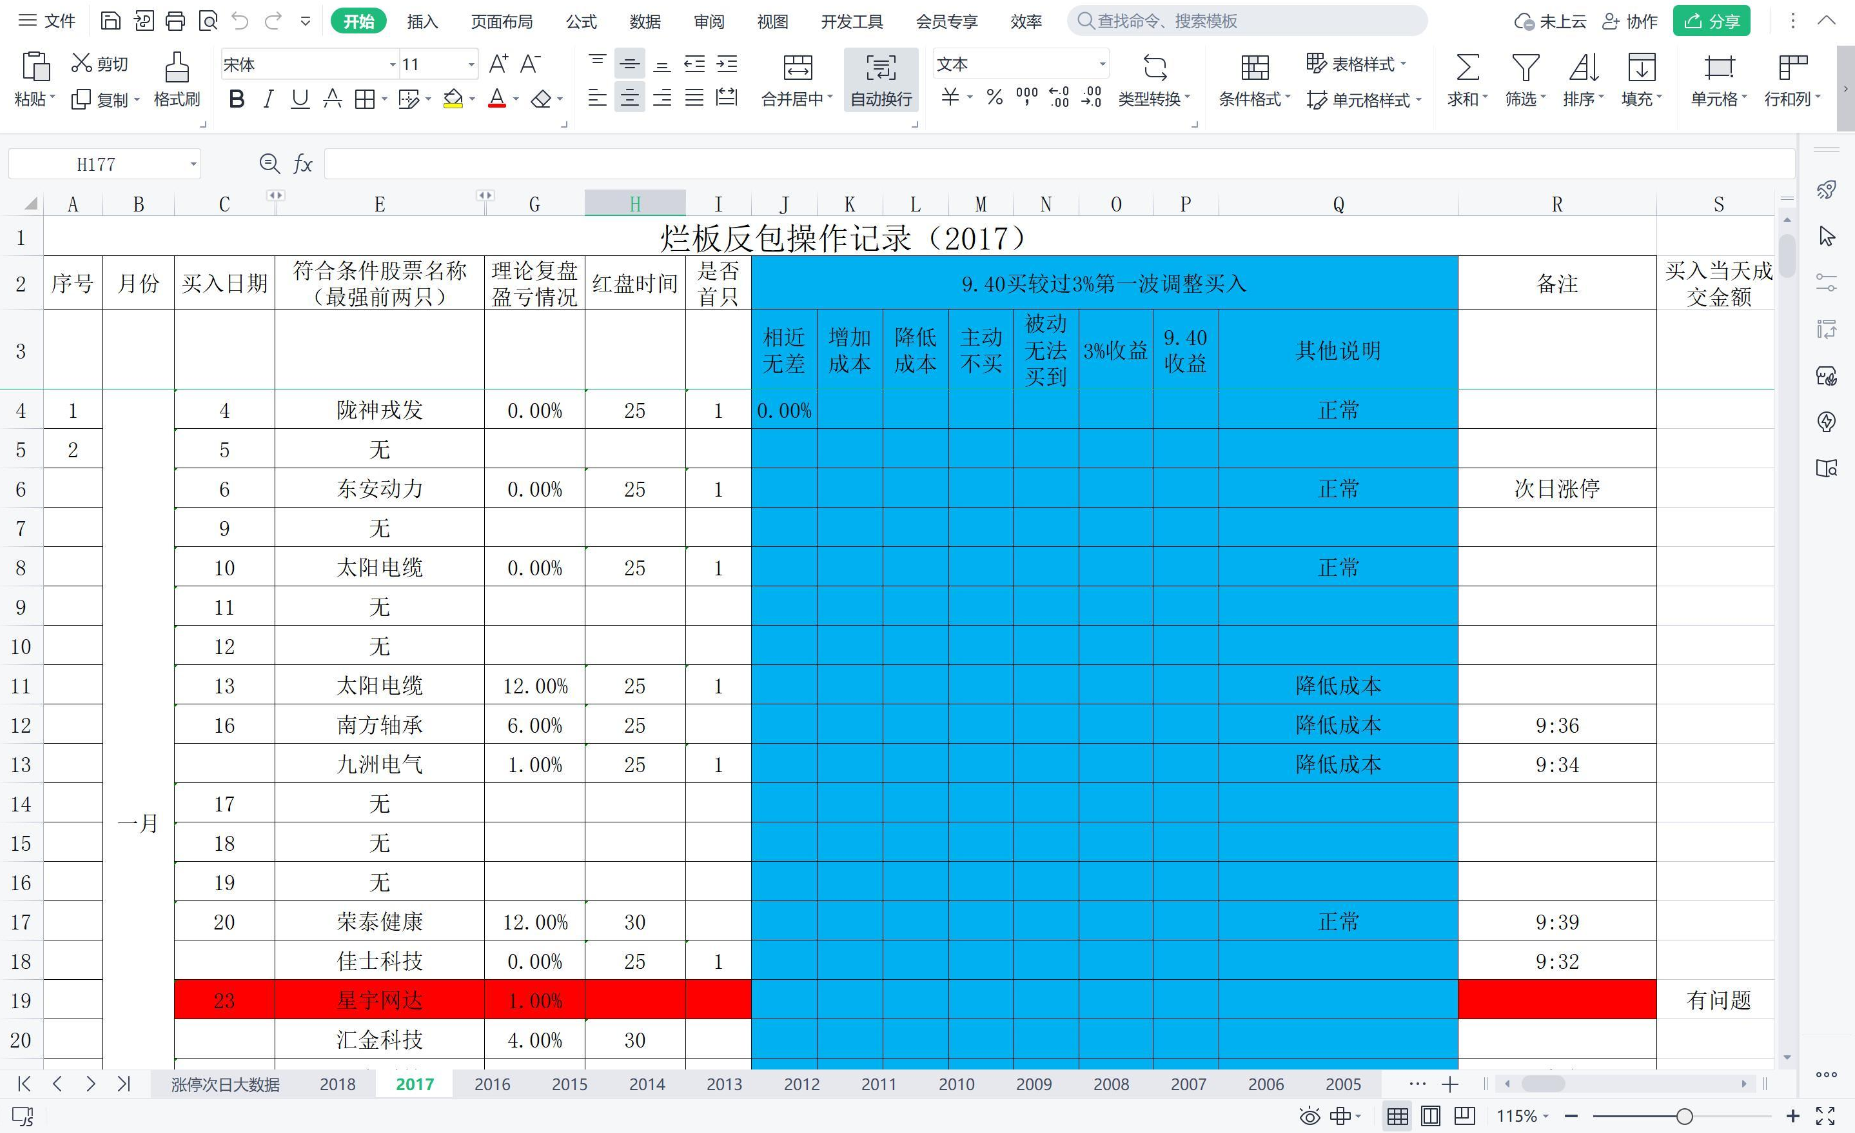 文件 开始 插入 页面布局 公式 数据 审阅 视图 开发工具 会员专享 效率 查找命令、搜索模板 未上云 协作 分享
粘贴 剪切 复制 格式刷 宋体 11 A+ A- B I U A A 合并居中 自动换行 文本 羊 % 000 ←.0 .00 .00 →.0 类型转换 条件格式 表格样式 单元格样式 求和 筛选 排序 填充 单元格 行和列
H177 fx
A B C E G H I J K L M N O P Q R S
1 烂板反包操作记录（2017）
2 序号 月份 买入日期 符合条件股票名称（最强前两只） 理论复盘盈亏情况 红盘时间 是否首只 9.40买较过3%第一波调整买入 备注 买入当天成交金额
3 相近无差 增加成本 降低成本 主动不买 被动无法买到 3%收益 9.40收益 其他说明
4 1 4 陇神戎发 0.00% 25 1 0.00% 正常
5 2 5 无
6 6 东安动力 0.00% 25 1 正常 次日涨停
7 9 无
8 10 太阳电缆 0.00% 25 1 正常
9 11 无
10 12 无
11 13 太阳电缆 12.00% 25 1 降低成本
12 16 南方轴承 6.00% 25 降低成本 9:36
13 九洲电气 1.00% 25 1 降低成本 9:34
14 17 无
一月
15 18 无
16 19 无
17 20 荣泰健康 12.00% 30 正常 9:39
18 佳士科技 0.00% 25 1 9:32
19 23 星宇网达 1.00% 有问题
20 汇金科技 4.00% 30
涨停次日大数据 2018 2017 2016 2015 2014 2013 2012 2011 2010 2009 2008 2007 2006 2005 ··· +
115% − +